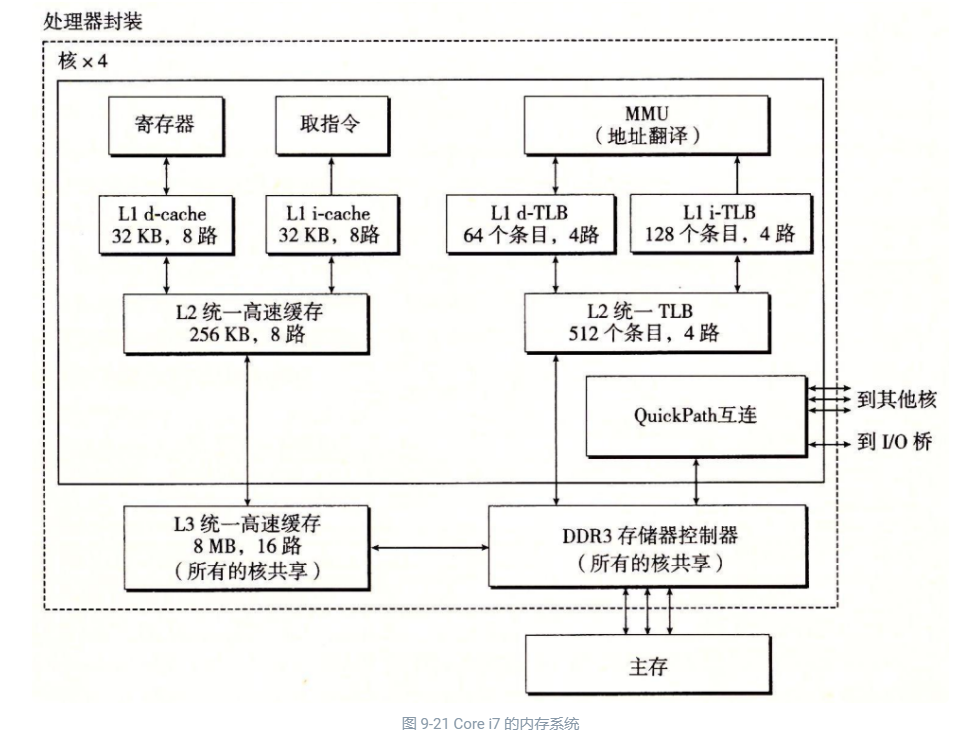 处理器封装
核 × 4
寄存器
取指令
MMU
（地址翻译）
L1 d-cache
32 KB，8 路
L1 i-cache
32 KB，8路
L1 d-TLB
64 个条目，4路
L1 i-TLB
128 个条目，4 路
L2 统一高速缓存
256 KB，8 路
L2 统一 TLB
512 个条目，4 路
QuickPath互连
到其他核
到 I/O 桥
L3 统一高速缓存
8 MB，16 路
（所有的核共享）
DDR3 存储器控制器
（所有的核共享）
主存
图 9-21 Core i7 的内存系统